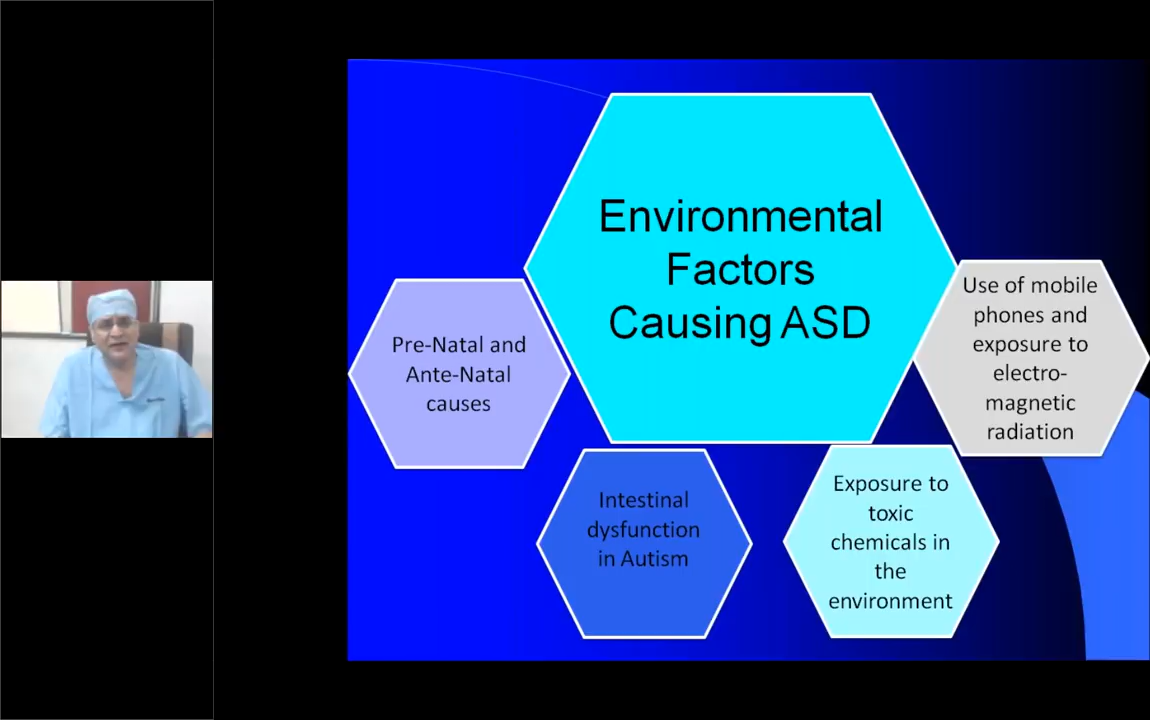 Environmental
Factors
Causing ASD
Pre-Natal and
Ante-Natal
causes
Intestinal
dysfunction
in Autism
Exposure to
toxic
chemicals in
the
environment
Use of mobile
phones and
exposure to
electro-
magnetic
radiation